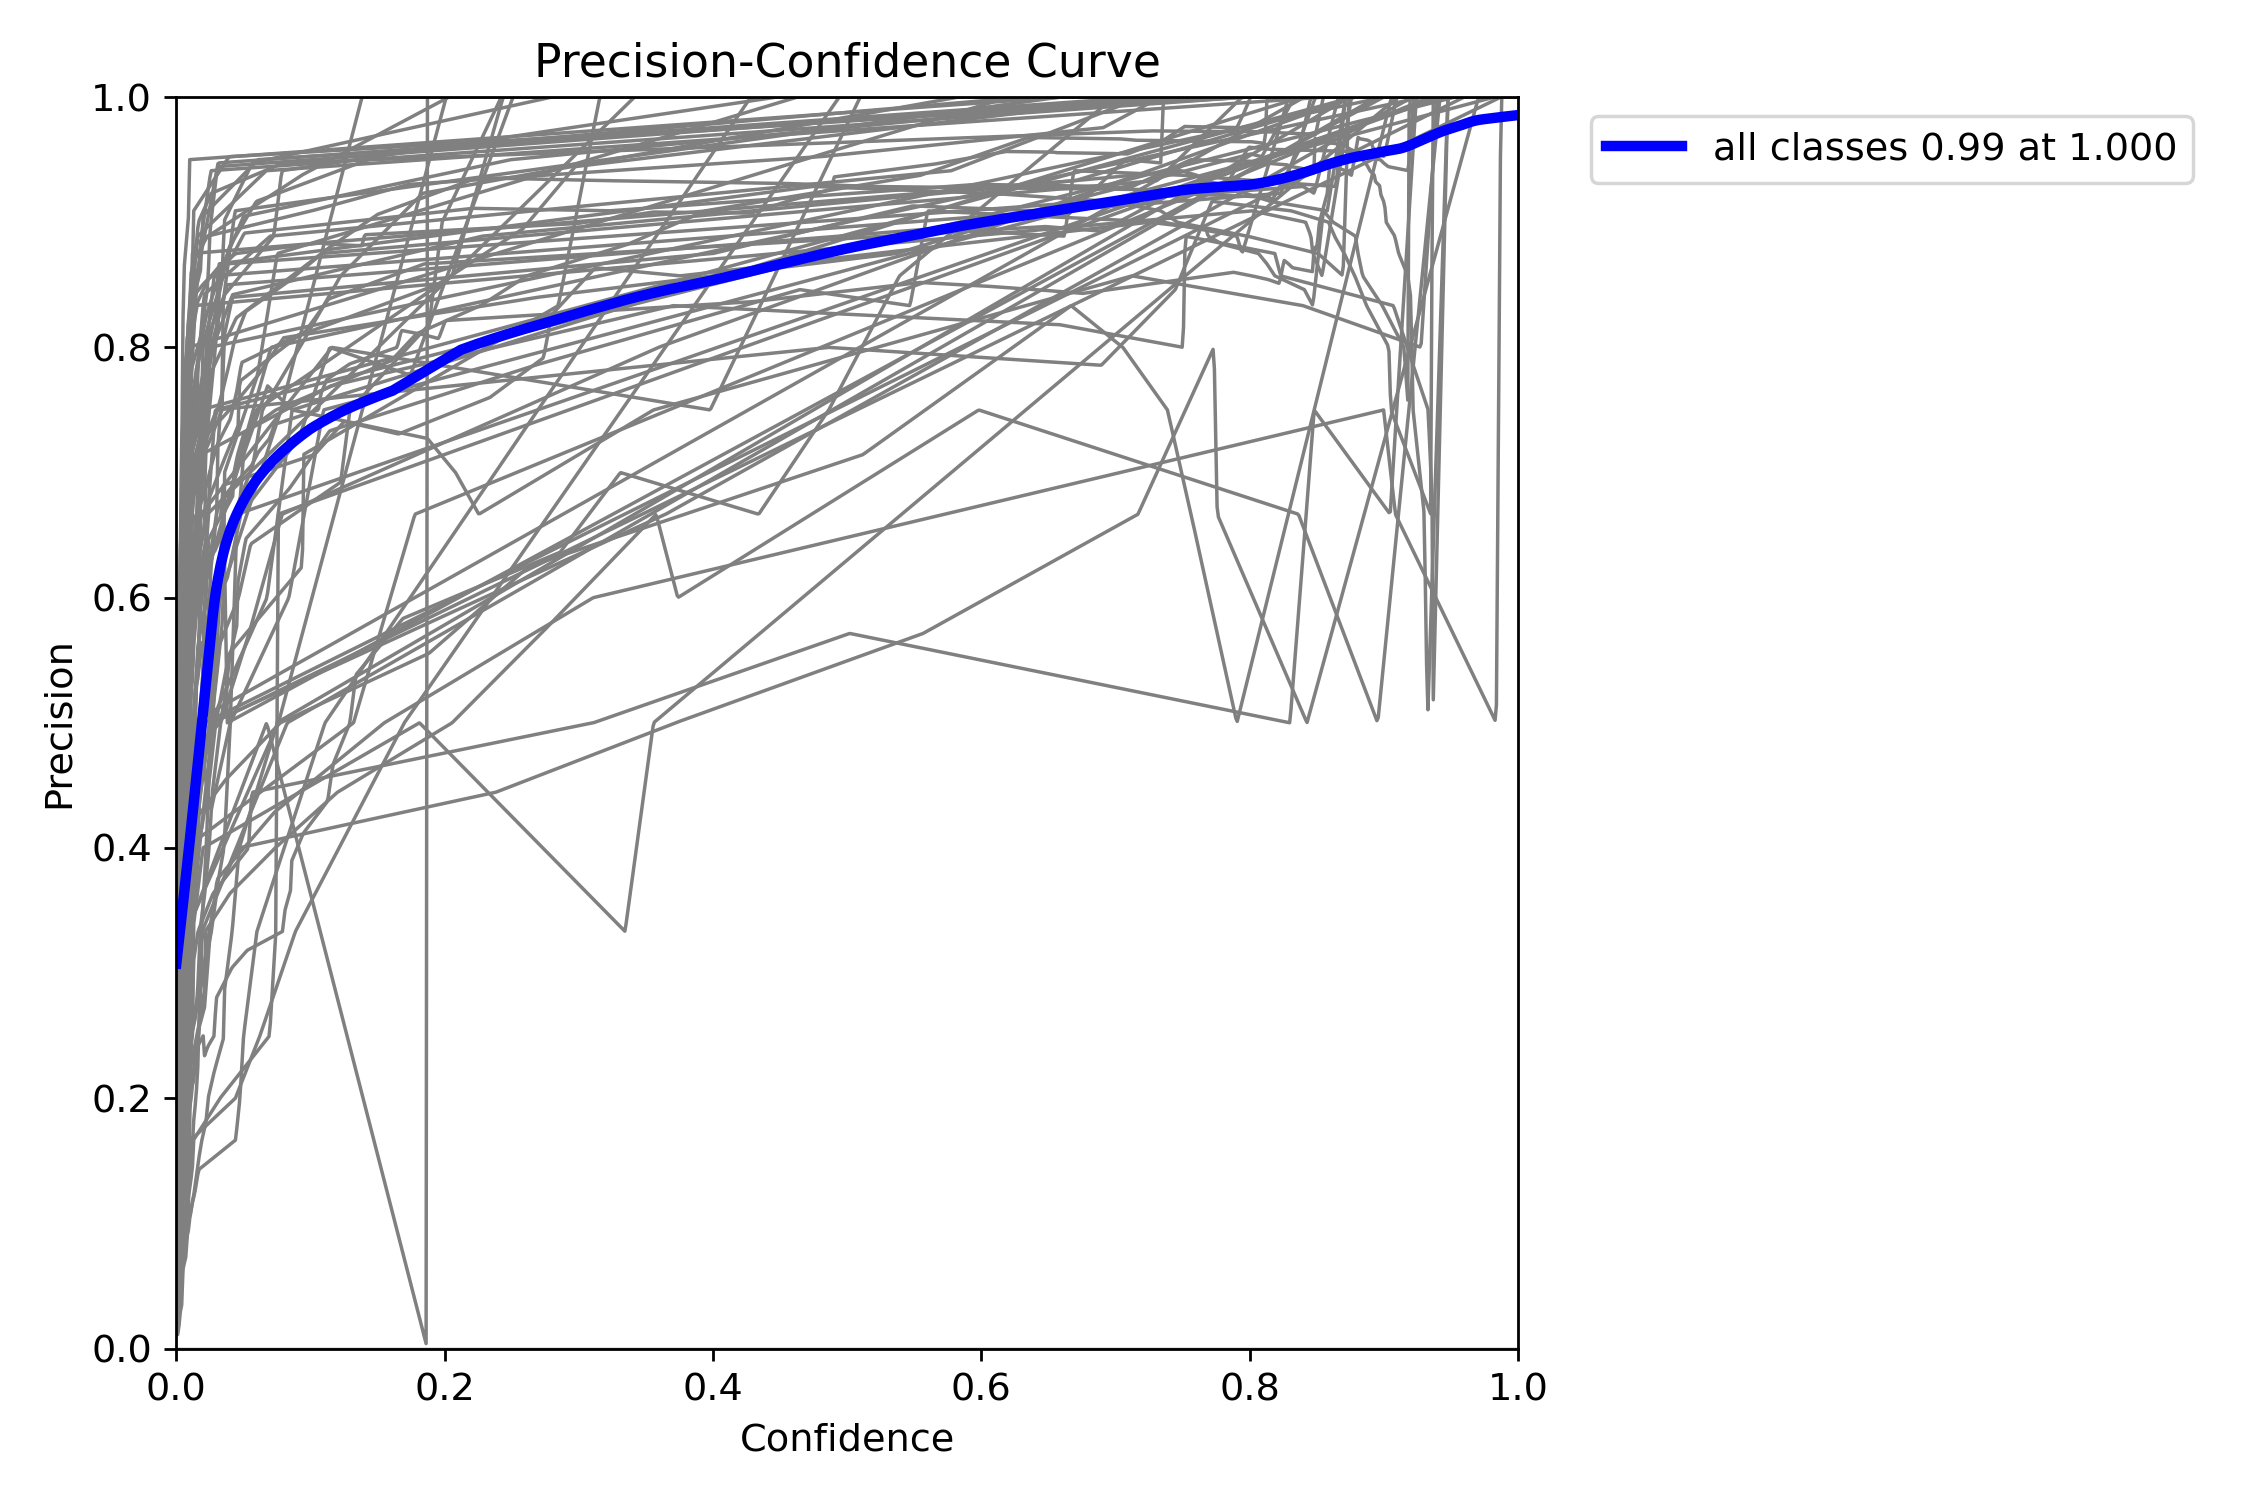 Precision-Confidence Curve
all classes 0.99 at 1.000
1.0
0.8
0.6
0.4
0.2
0.0
Precision
0.0 0.2 0.4 0.6 0.8 1.0
Confidence